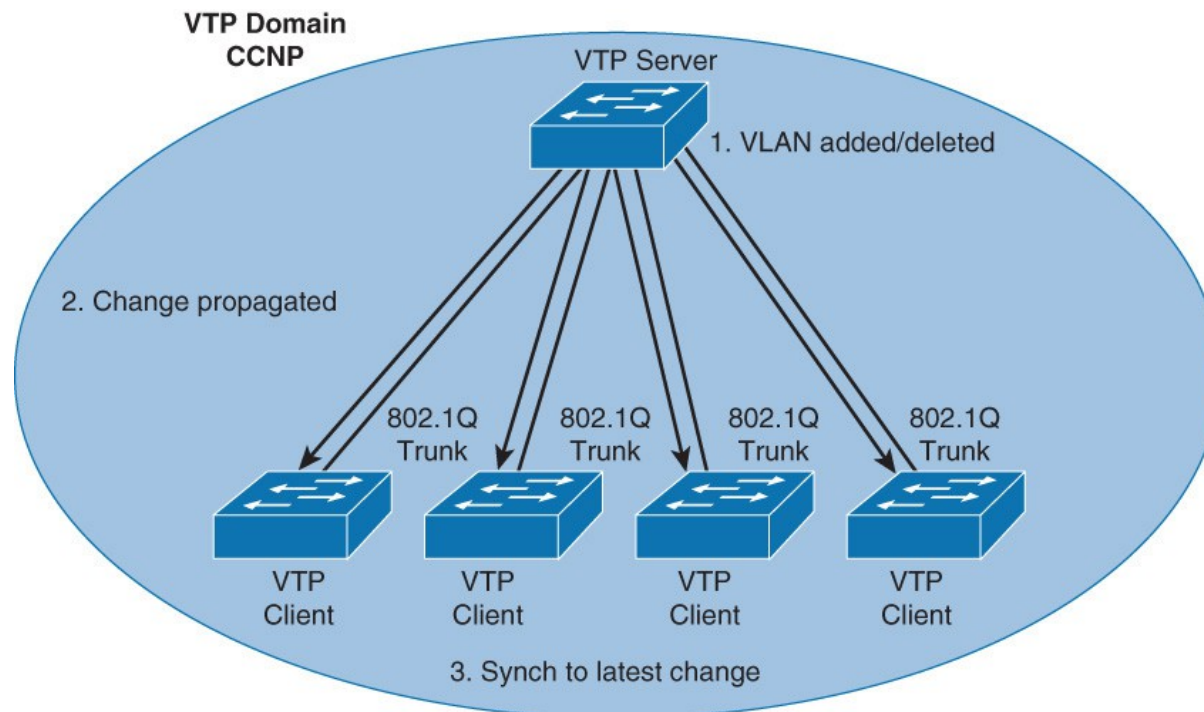 VTP Domain
CCNP
VTP Server
1. VLAN added/deleted
2. Change propagated
802.1Q
Trunk
802.1Q
Trunk
802.1Q
Trunk
802.1Q
Trunk
VTP
Client
VTP
Client
VTP
Client
VTP
Client
3. Synch to latest change